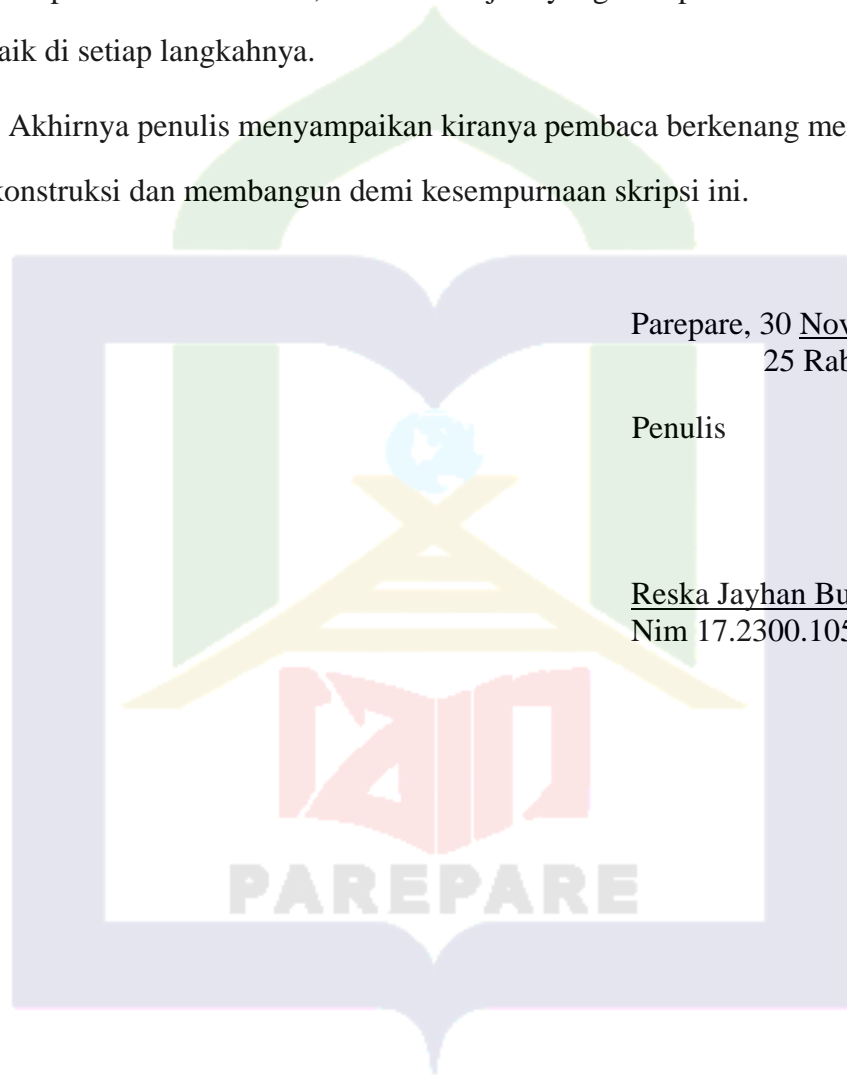 aik di setiap langkahnya.
Akhirnya penulis menyampaikan kiranya pembaca berkenang me
konstruksi dan membangun demi kesempurnaan skripsi ini.
Parepare, 30 Nov
25 Rab
Penulis
Reska Jayhan Bu
Nim 17.2300.105
PAREPARE